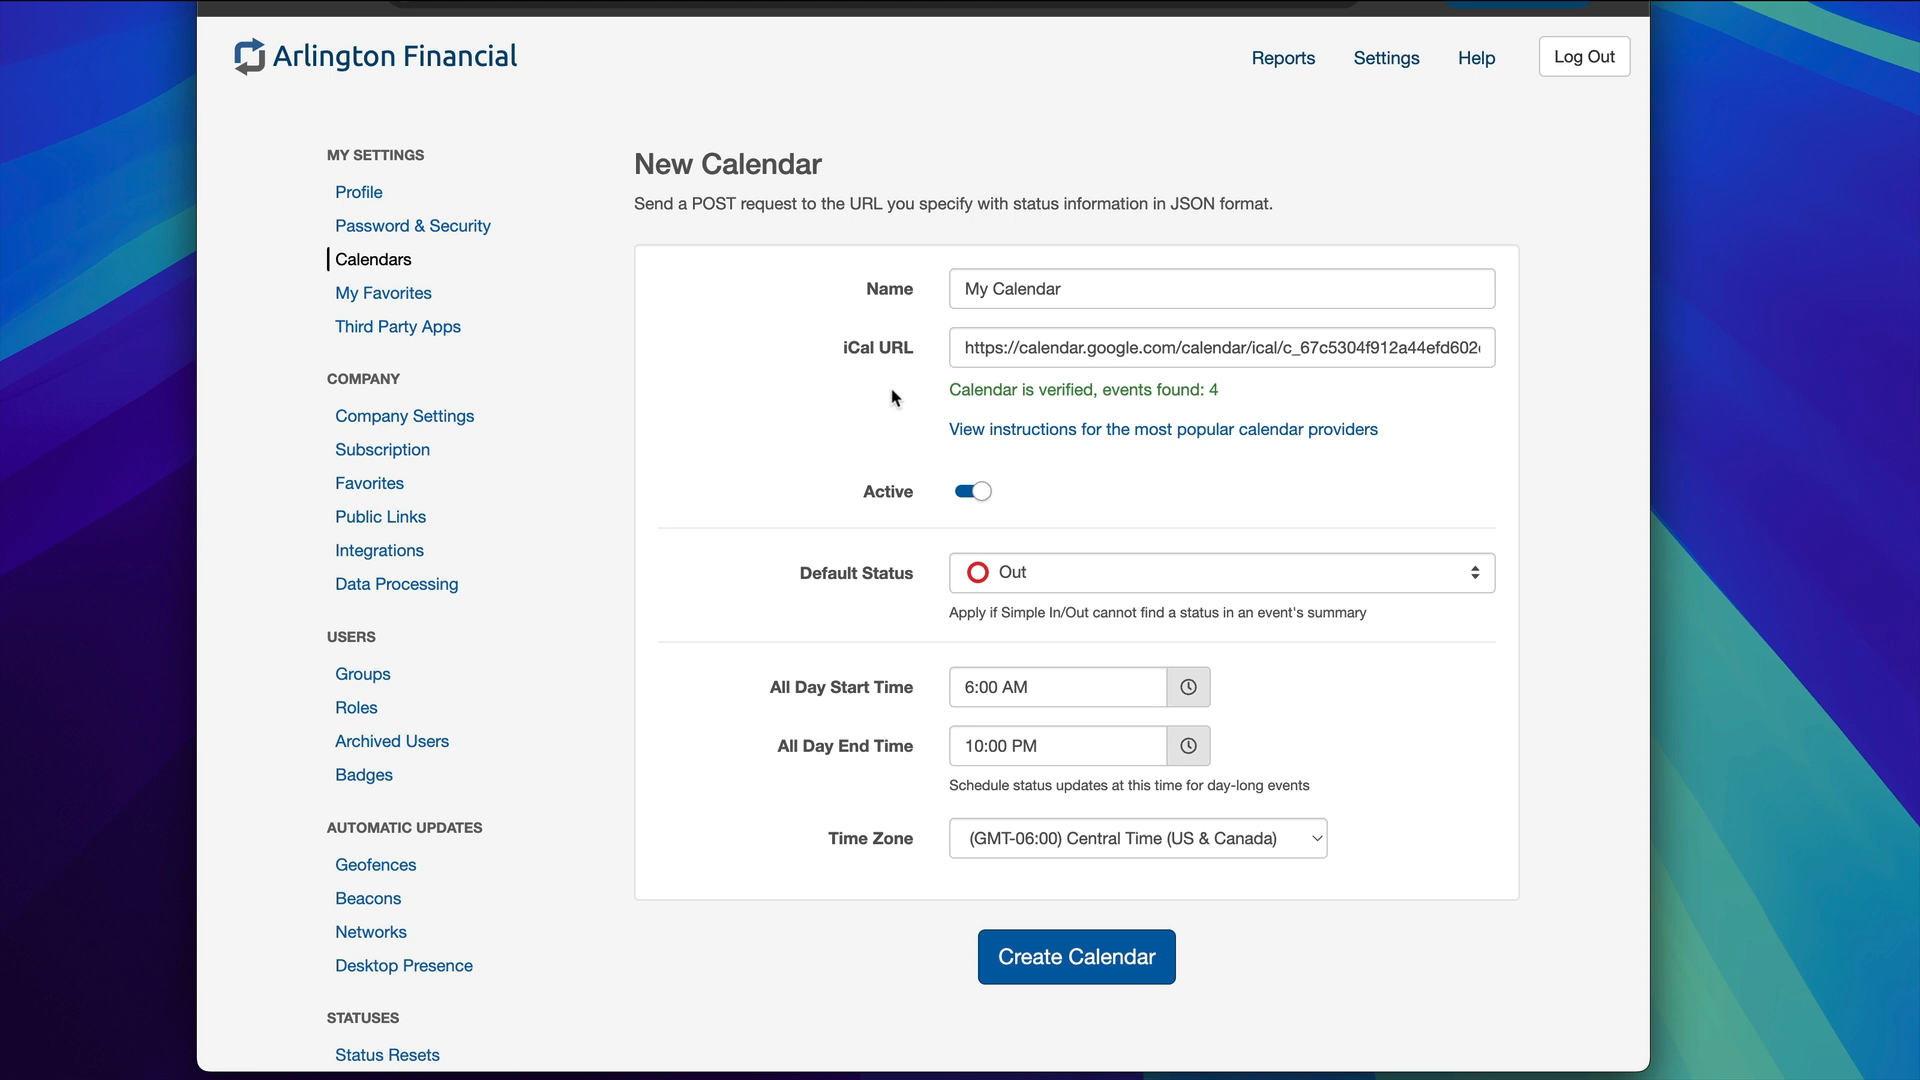 Arlington Financial
Reports
Settings
Help
Log Out
MY SETTINGS
Profile
Password & Security
Calendars
My Favorites
Third Party Apps
COMPANY
Company Settings
Subscription
Favorites
Public Links
Integrations
Data Processing
USERS
Groups
Roles
Archived Users
Badges
AUTOMATIC UPDATES
Geofences
Beacons
Networks
Desktop Presence
STATUSES
Status Resets
New Calendar
Send a POST request to the URL you specify with status information in JSON format.
Name
My Calendar
iCal URL
https://calendar.google.com/calendar/ical/c_67c5304f912a44efd602
Calendar is verified, events found: 4
View instructions for the most popular calendar providers
Active
Default Status
Out
Apply if Simple In/Out cannot find a status in an event's summary
All Day Start Time
6:00 AM
All Day End Time
10:00 PM
Schedule status updates at this time for day-long events
Time Zone
(GMT-06:00) Central Time (US & Canada)
Create Calendar